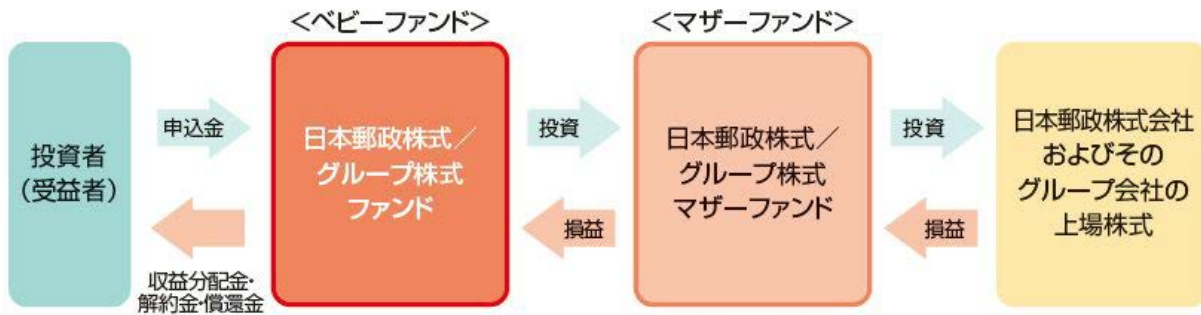 <ベビーファンド>
<マザーファンド>
投資者
(受益者)
申込金
収益分配金・
解約金・償還金
日本郵政株式／
グループ株式
ファンド
投資
損益
日本郵政株式／
グループ株式
マザーファンド
投資
損益
日本郵政株式会社
およびその
グループ会社の
上場株式